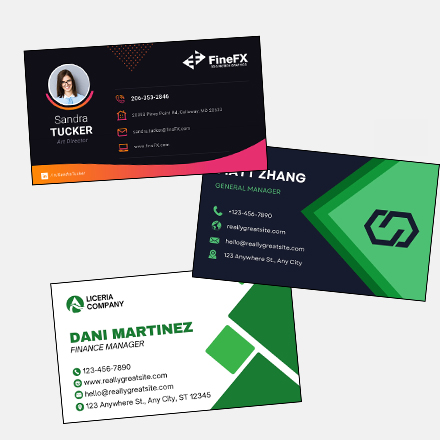 FineFX
206-353-2846
Sandra
TUCKER
Art Director
sandra.tucker@fineFX.com
www.fineFX.com
ZHANG
GENERAL MANAGER
+123-456-7890
reallygreatsite.com
hello@reallygreatsite.com
123 Anywhere St., Any City
LICERIA
COMPANY
DANI MARTINEZ
FINANCE MANAGER
123-456-7890
www.reallygreatsite.com
hello@reallygreatsite.com
123 Anywhere St., Any City, ST 12345